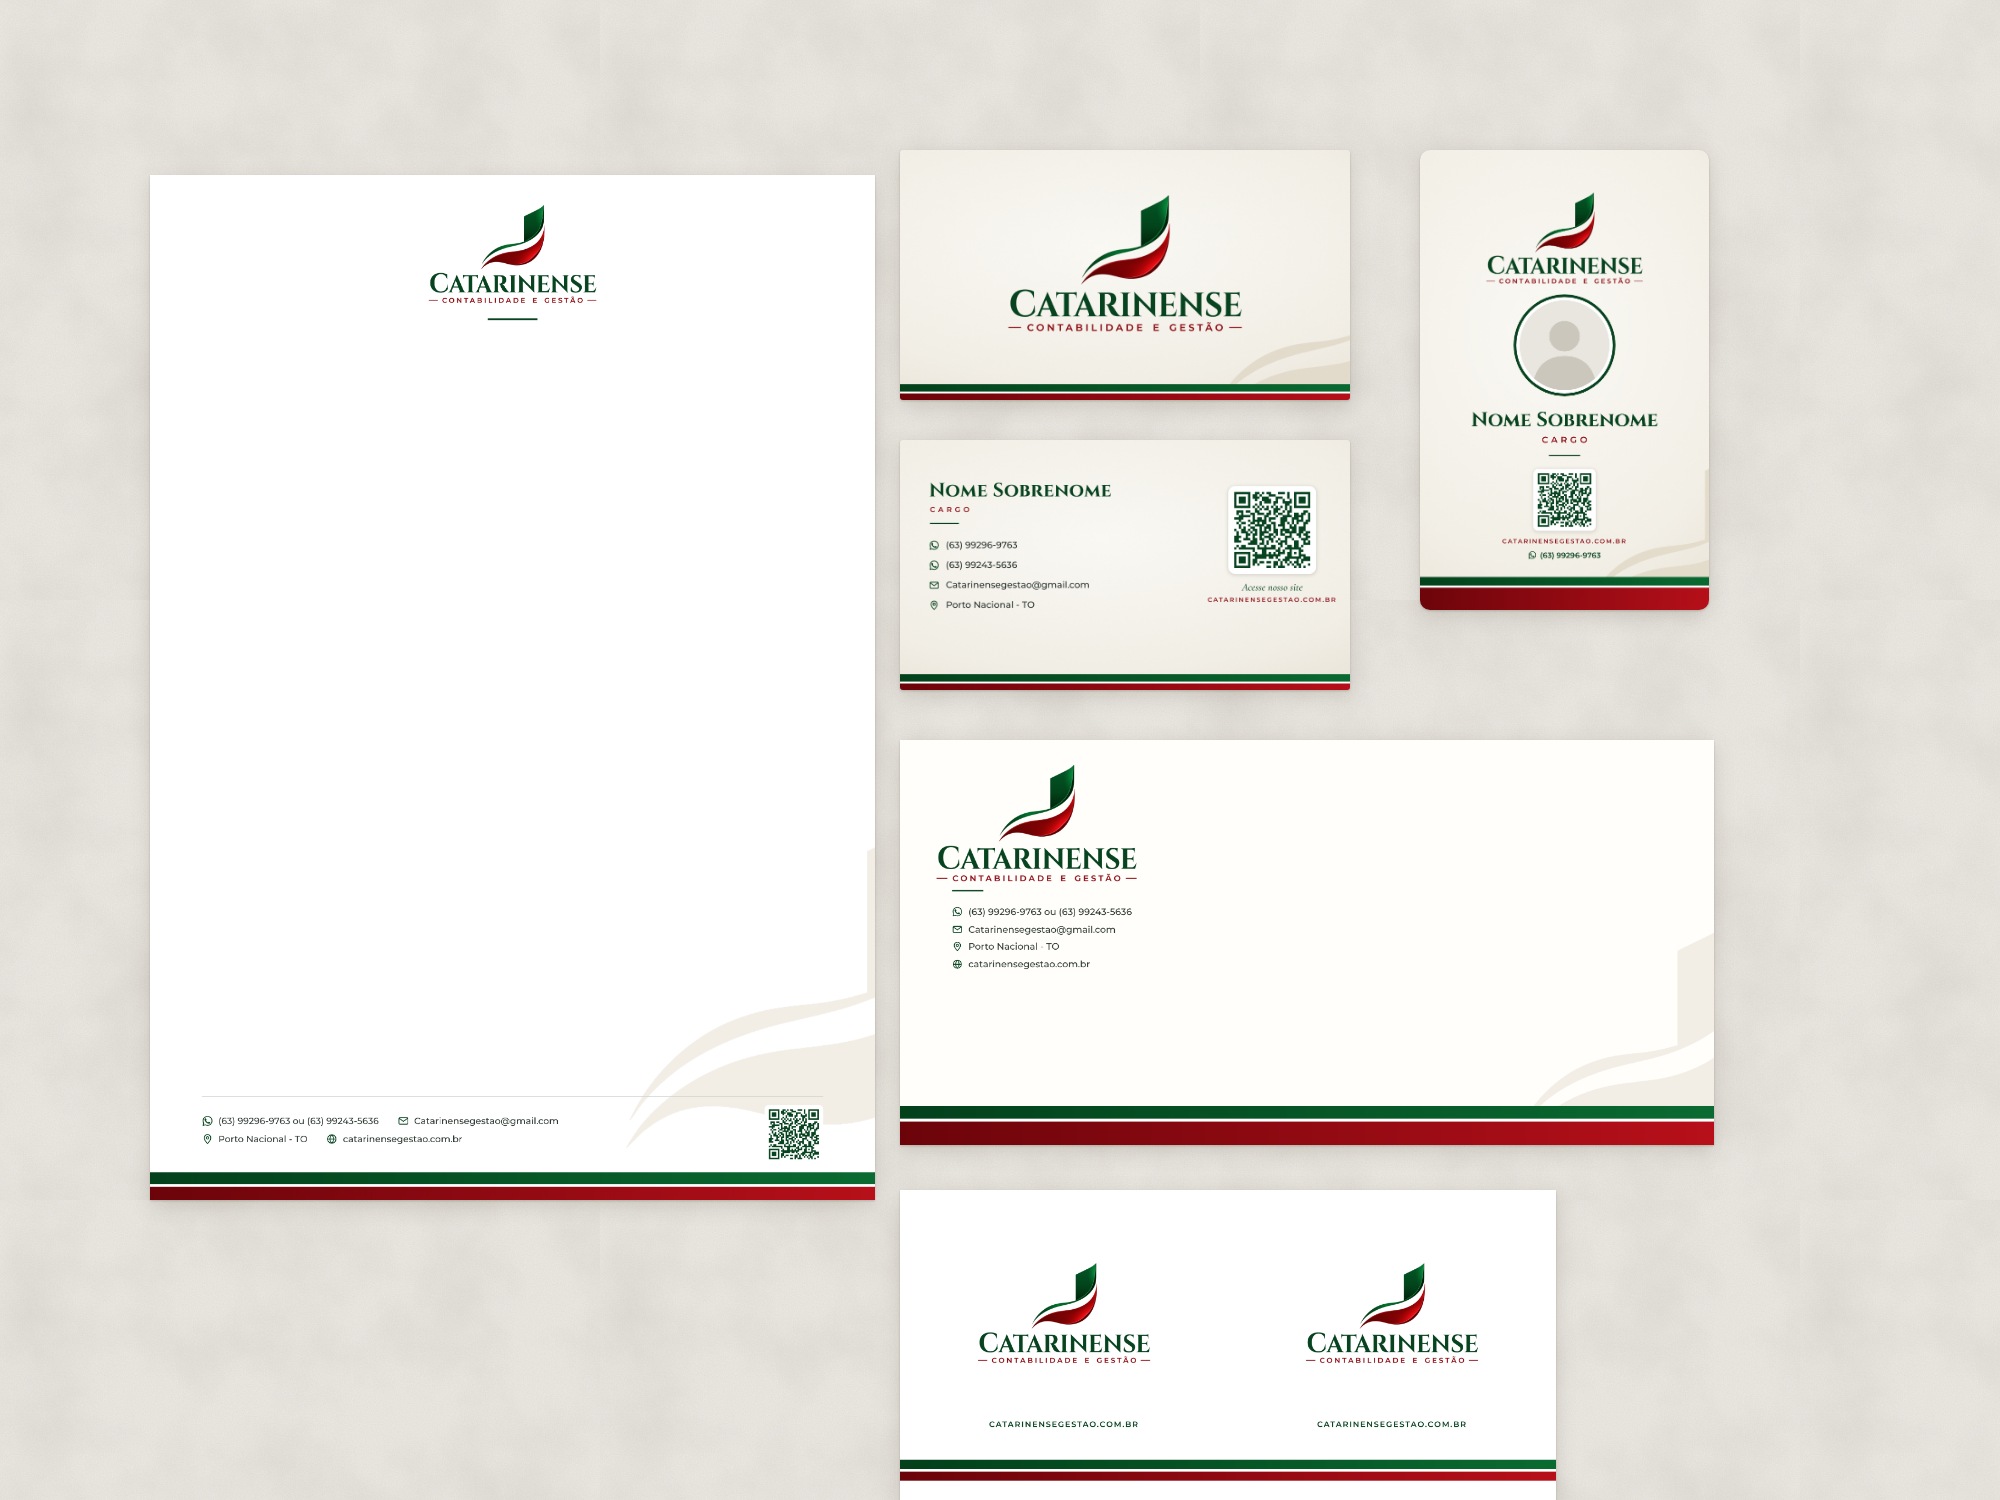 CATARINENSE
CONTABILIDADE E GESTÃO
(63) 99296-9763 ou (63) 99243-5636 Catarinensegestao@gmail.com
Porto Nacional - TO catarinensegestao.com.br
CATARINENSE
CONTABILIDADE E GESTÃO
NOME SOBRENOME
CARGO
(63) 99296-9763
(63) 99243-5636
Catarinensegestao@gmail.com
Porto Nacional - TO
Acesse nosso site
CATARINENSEGESTAO.COM.BR
CATARINENSE
CONTABILIDADE E GESTÃO
NOME SOBRENOME
CARGO
CATARINENSEGESTAO.COM.BR
(63) 99296-9763
CATARINENSE
CONTABILIDADE E GESTÃO
(63) 99296-9763 ou (63) 99243-5636
Catarinensegestao@gmail.com
Porto Nacional - TO
catarinensegestao.com.br
CATARINENSE
CONTABILIDADE E GESTÃO
CATARINENSEGESTAO.COM.BR
CATARINENSE
CONTABILIDADE E GESTÃO
CATARINENSEGESTAO.COM.BR